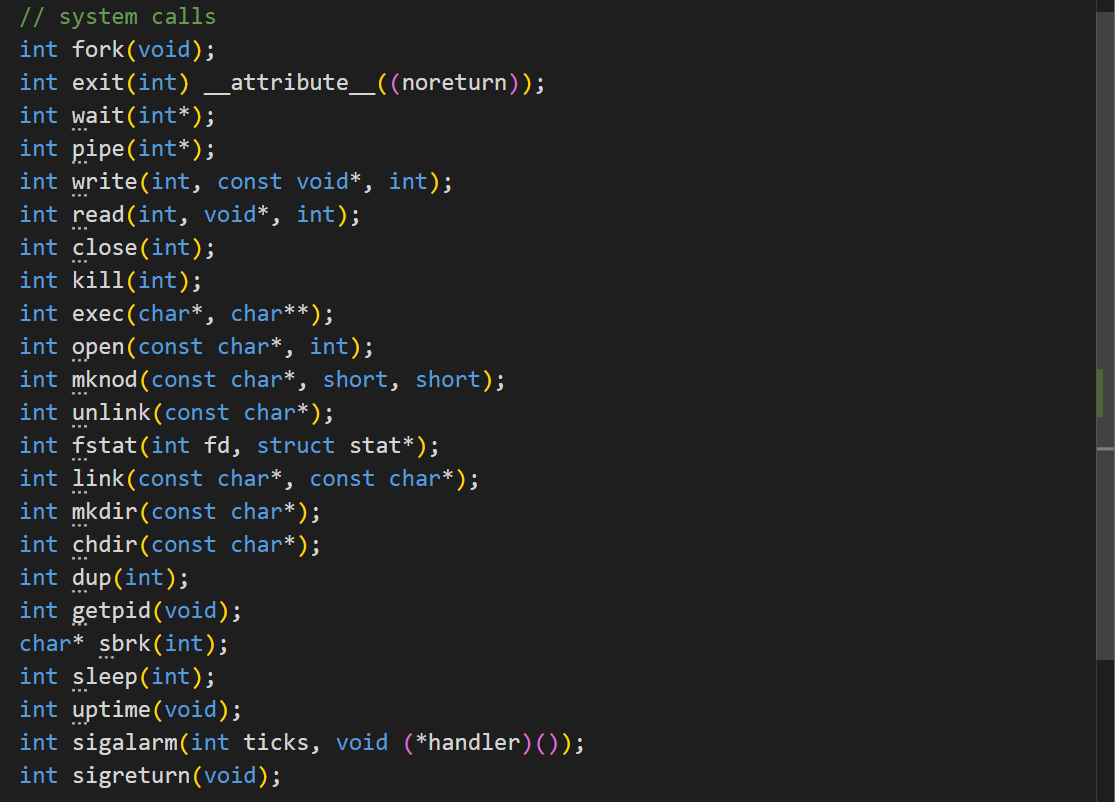 // system calls
int fork(void);
int exit(int) __attribute__((noreturn));
int wait(int*);
int pipe(int*);
int write(int, const void*, int);
int read(int, void*, int);
int close(int);
int kill(int);
int exec(char*, char**);
int open(const char*, int);
int mknod(const char*, short, short);
int unlink(const char*);
int fstat(int fd, struct stat*);
int link(const char*, const char*);
int mkdir(const char*);
int chdir(const char*);
int dup(int);
int getpid(void);
char* sbrk(int);
int sleep(int);
int uptime(void);
int sigalarm(int ticks, void (*handler)());
int sigreturn(void);